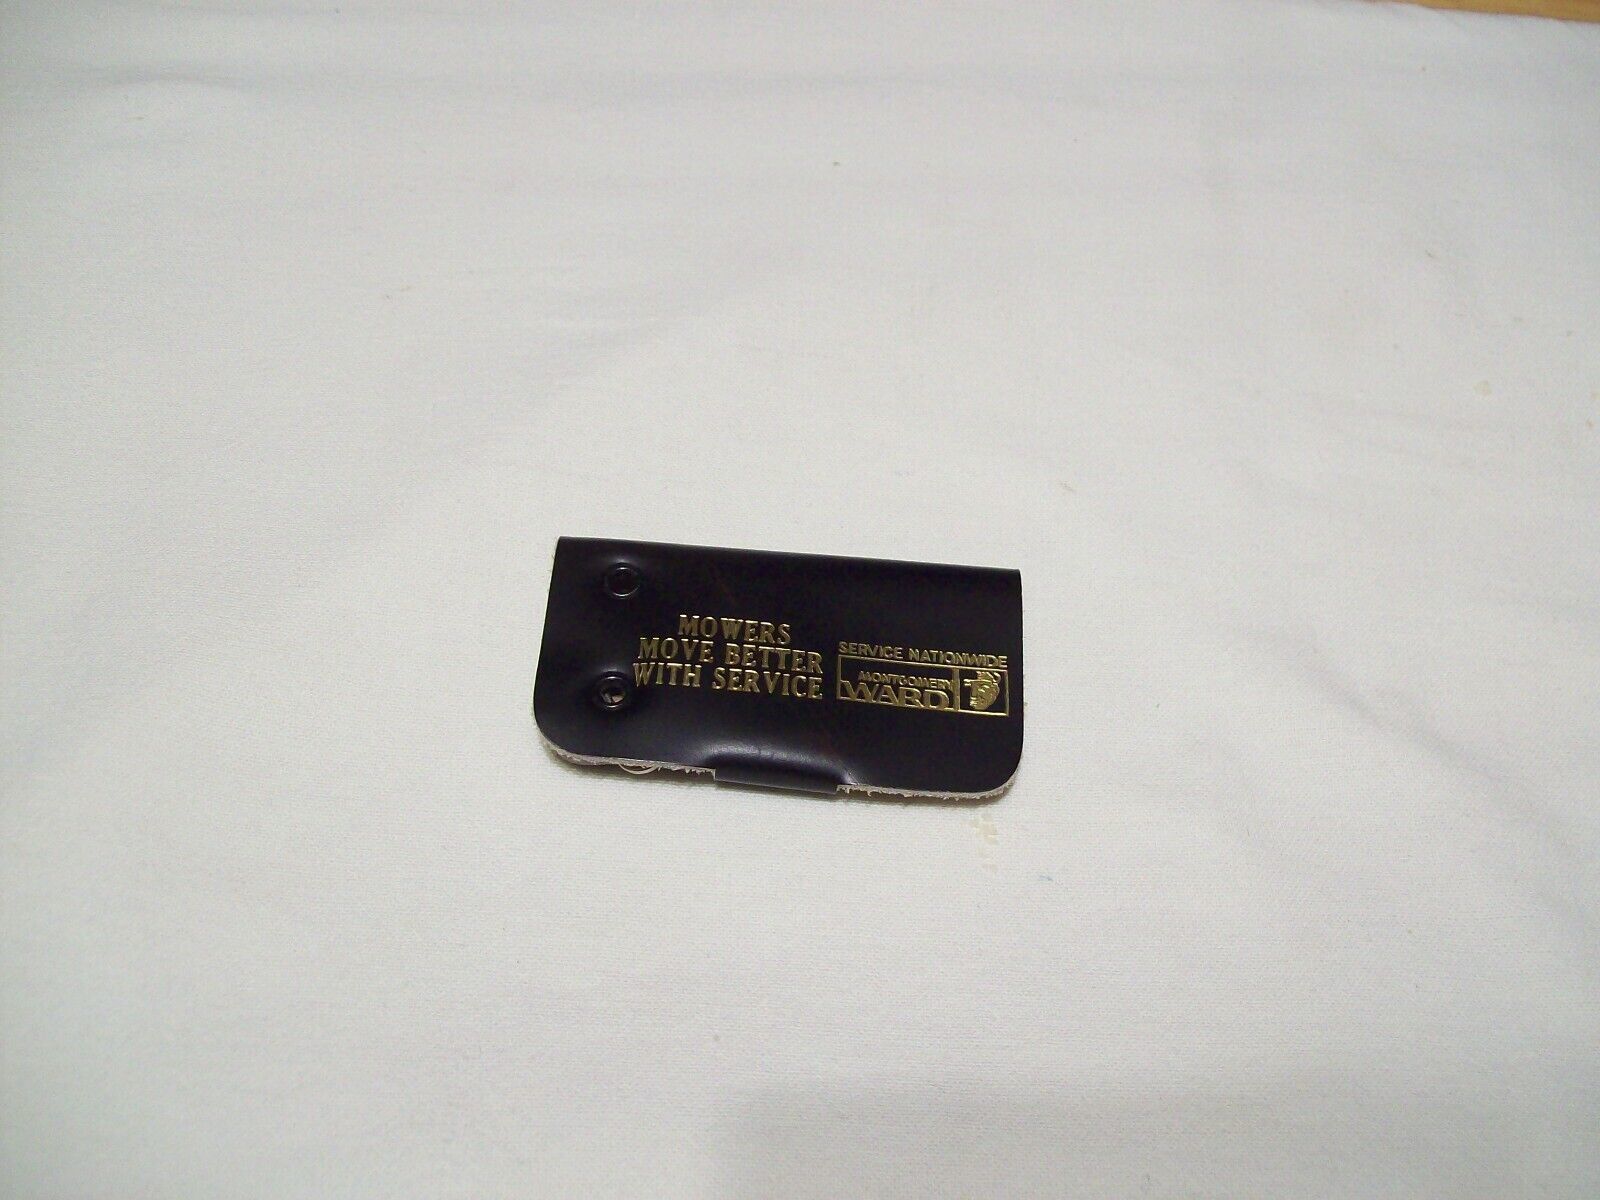 MOWERS
MOVE BETTER
WITH SERVICE
SERVICE NATIONWIDE
MONTGOMERY
WARD